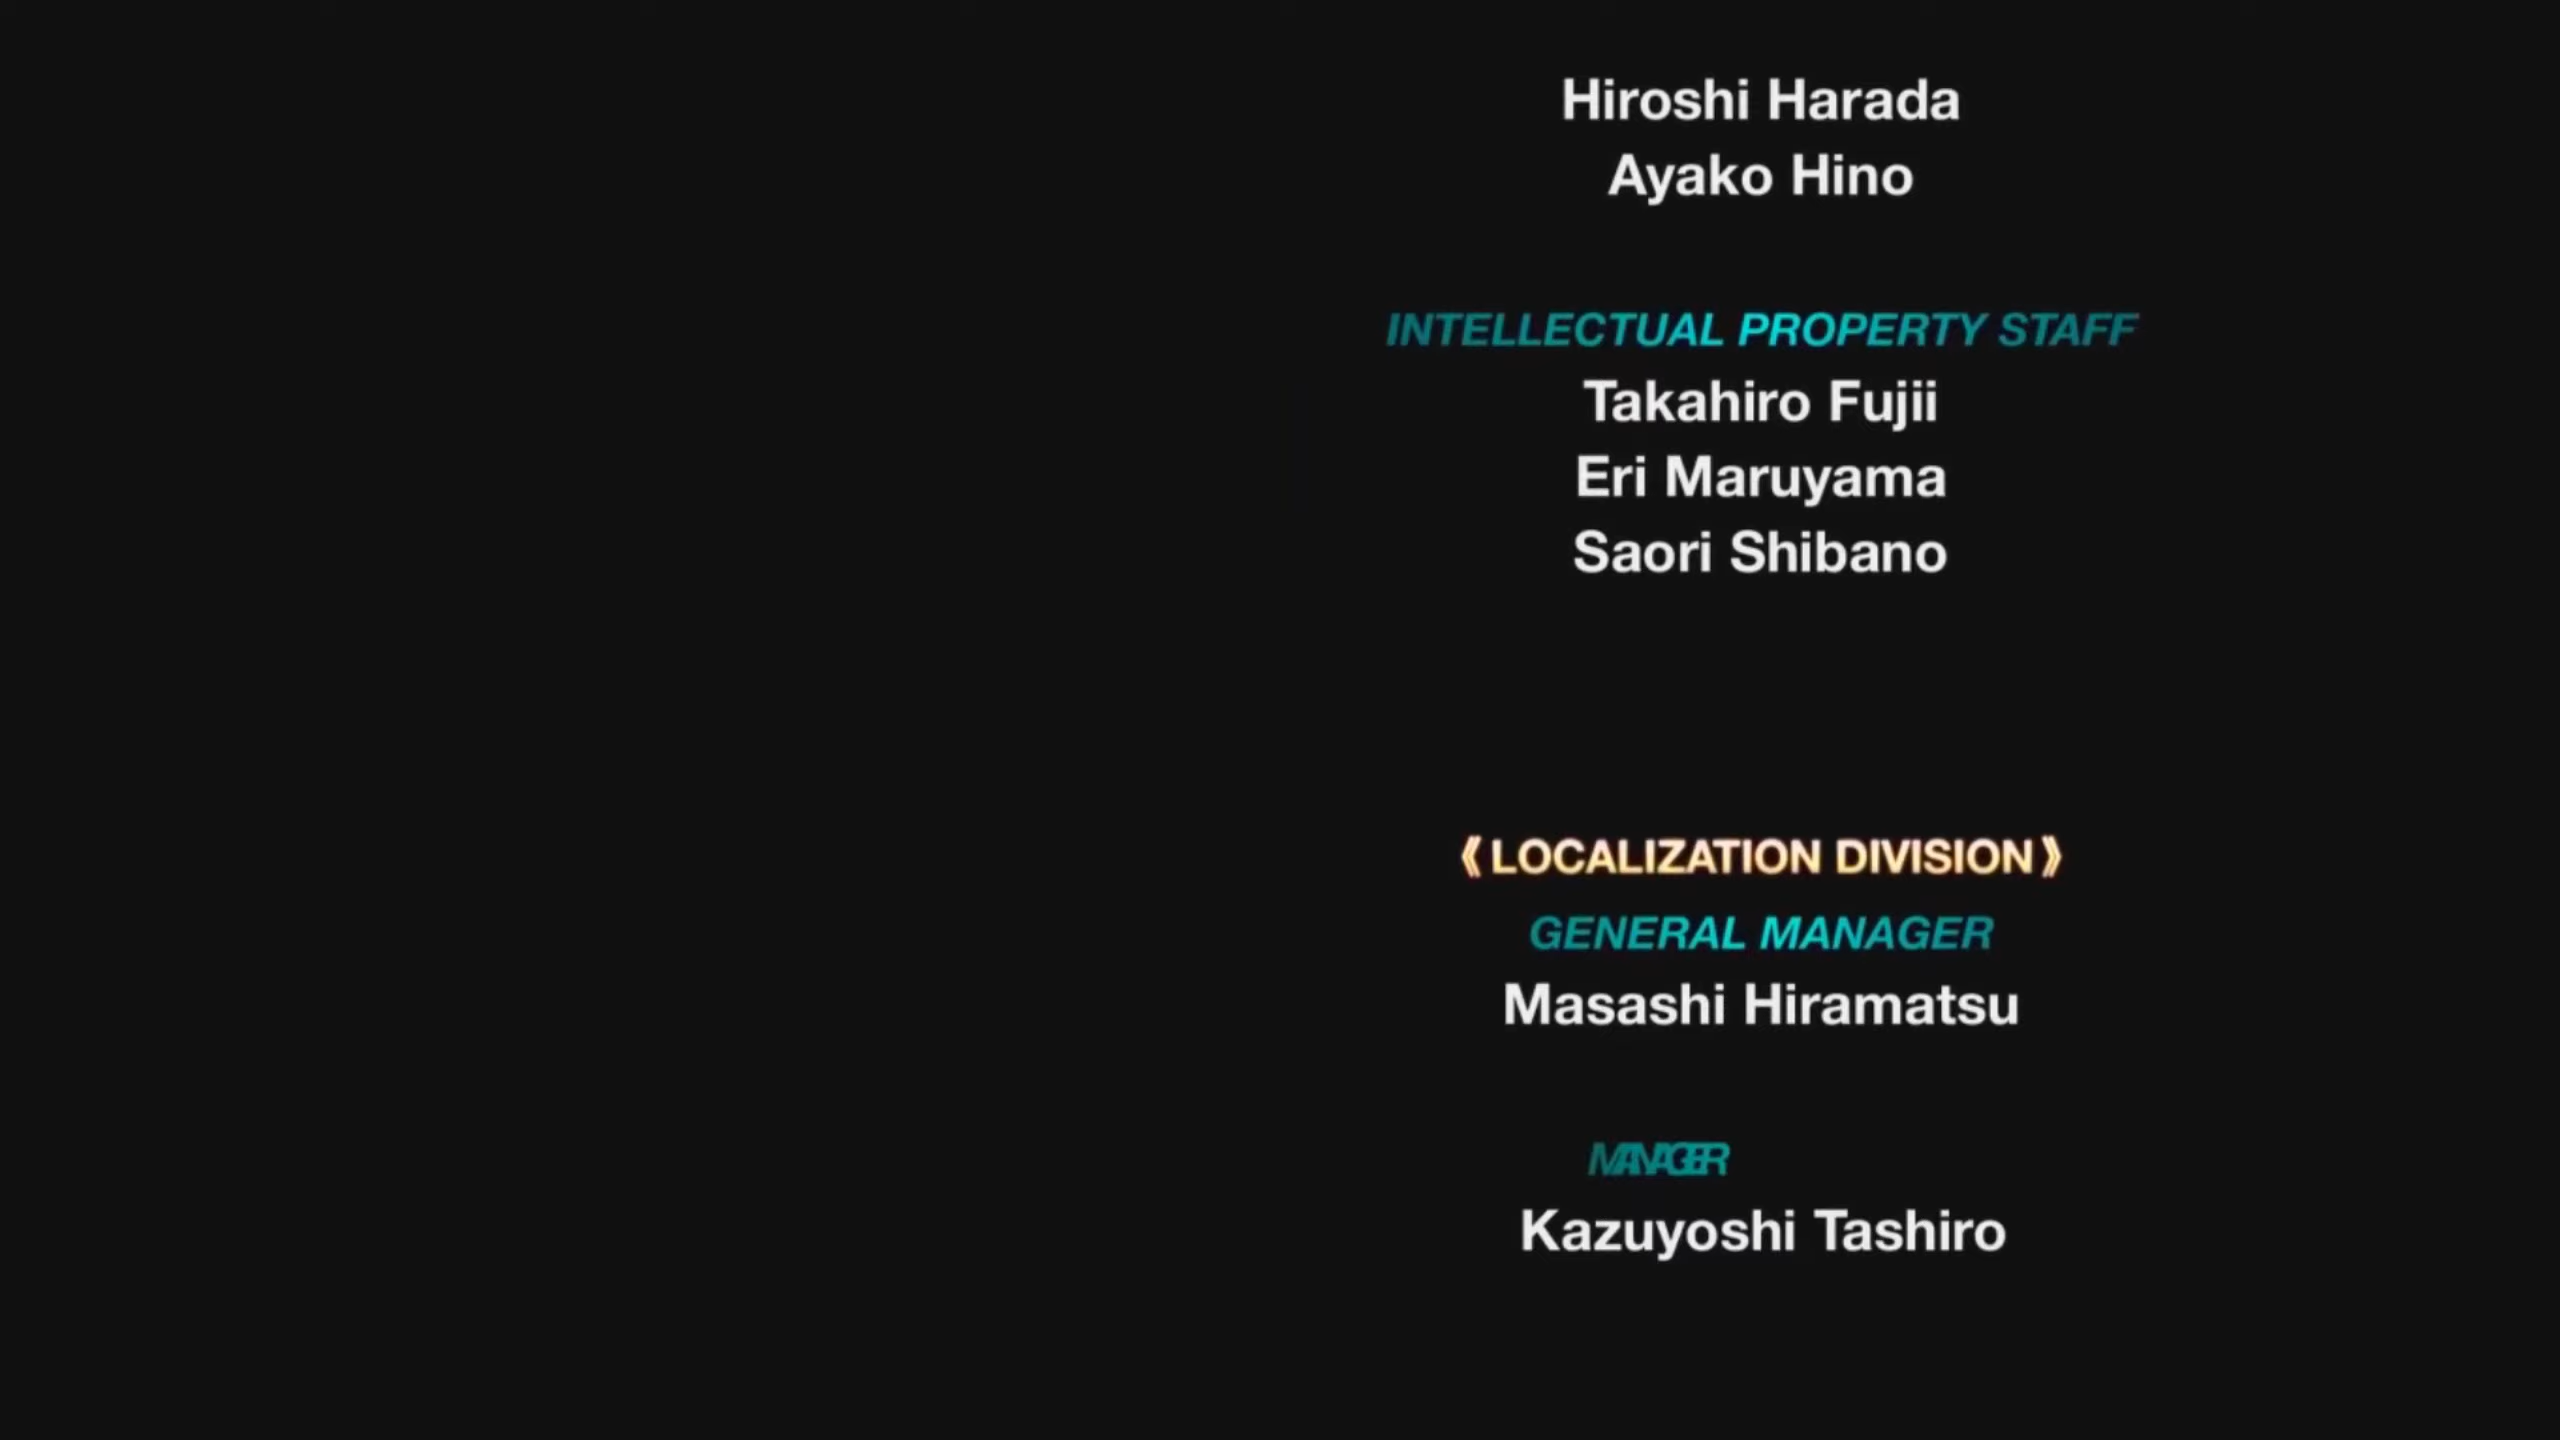 Hiroshi Harada
Ayako Hino
INTELLECTUAL PROPERTY STAFF
Takahiro Fujii
Eri Maruyama
Saori Shibano
《LOCALIZATION DIVISION》
GENERAL MANAGER
Masashi Hiramatsu
MANAGER
Kazuyoshi Tashiro